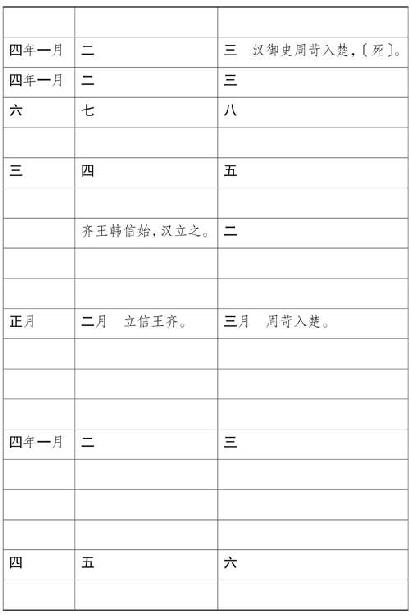 四年一月 二 三 汉御史周苛入楚，〔死〕。
四年一月 二 三
六 七 八
三 四 五
齐王韩信始，汉立之。 二
正月 二月 立信王齐。 三月 周苛入楚。
四年一月 二 三
四 五 六